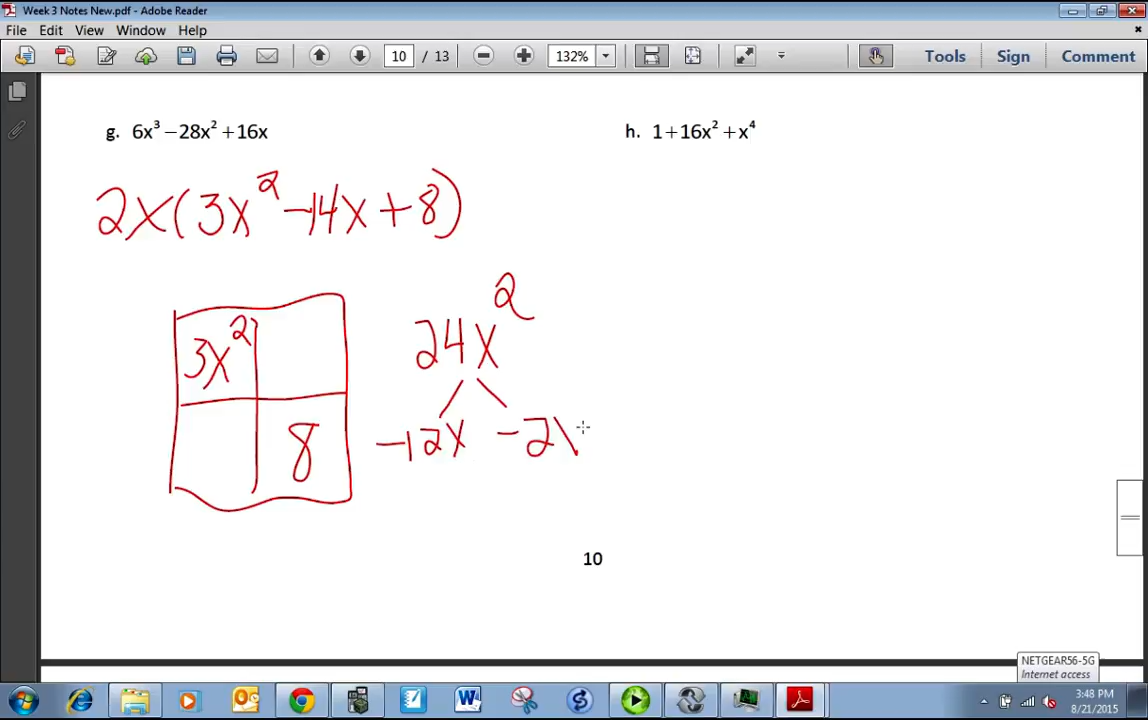 Week 3 Notes New.pdf - Adobe Reader
File Edit View Window Help
10 / 13 132% Tools Sign Comment
g. 6x³ −28x² +16x
h. 1+16x² +x⁴
2x(3x² −14x + 8)
24x²
3x²
8
−12x −2x
10
NETGEAR56-5G
Internet access
3:48 PM
8/21/2015